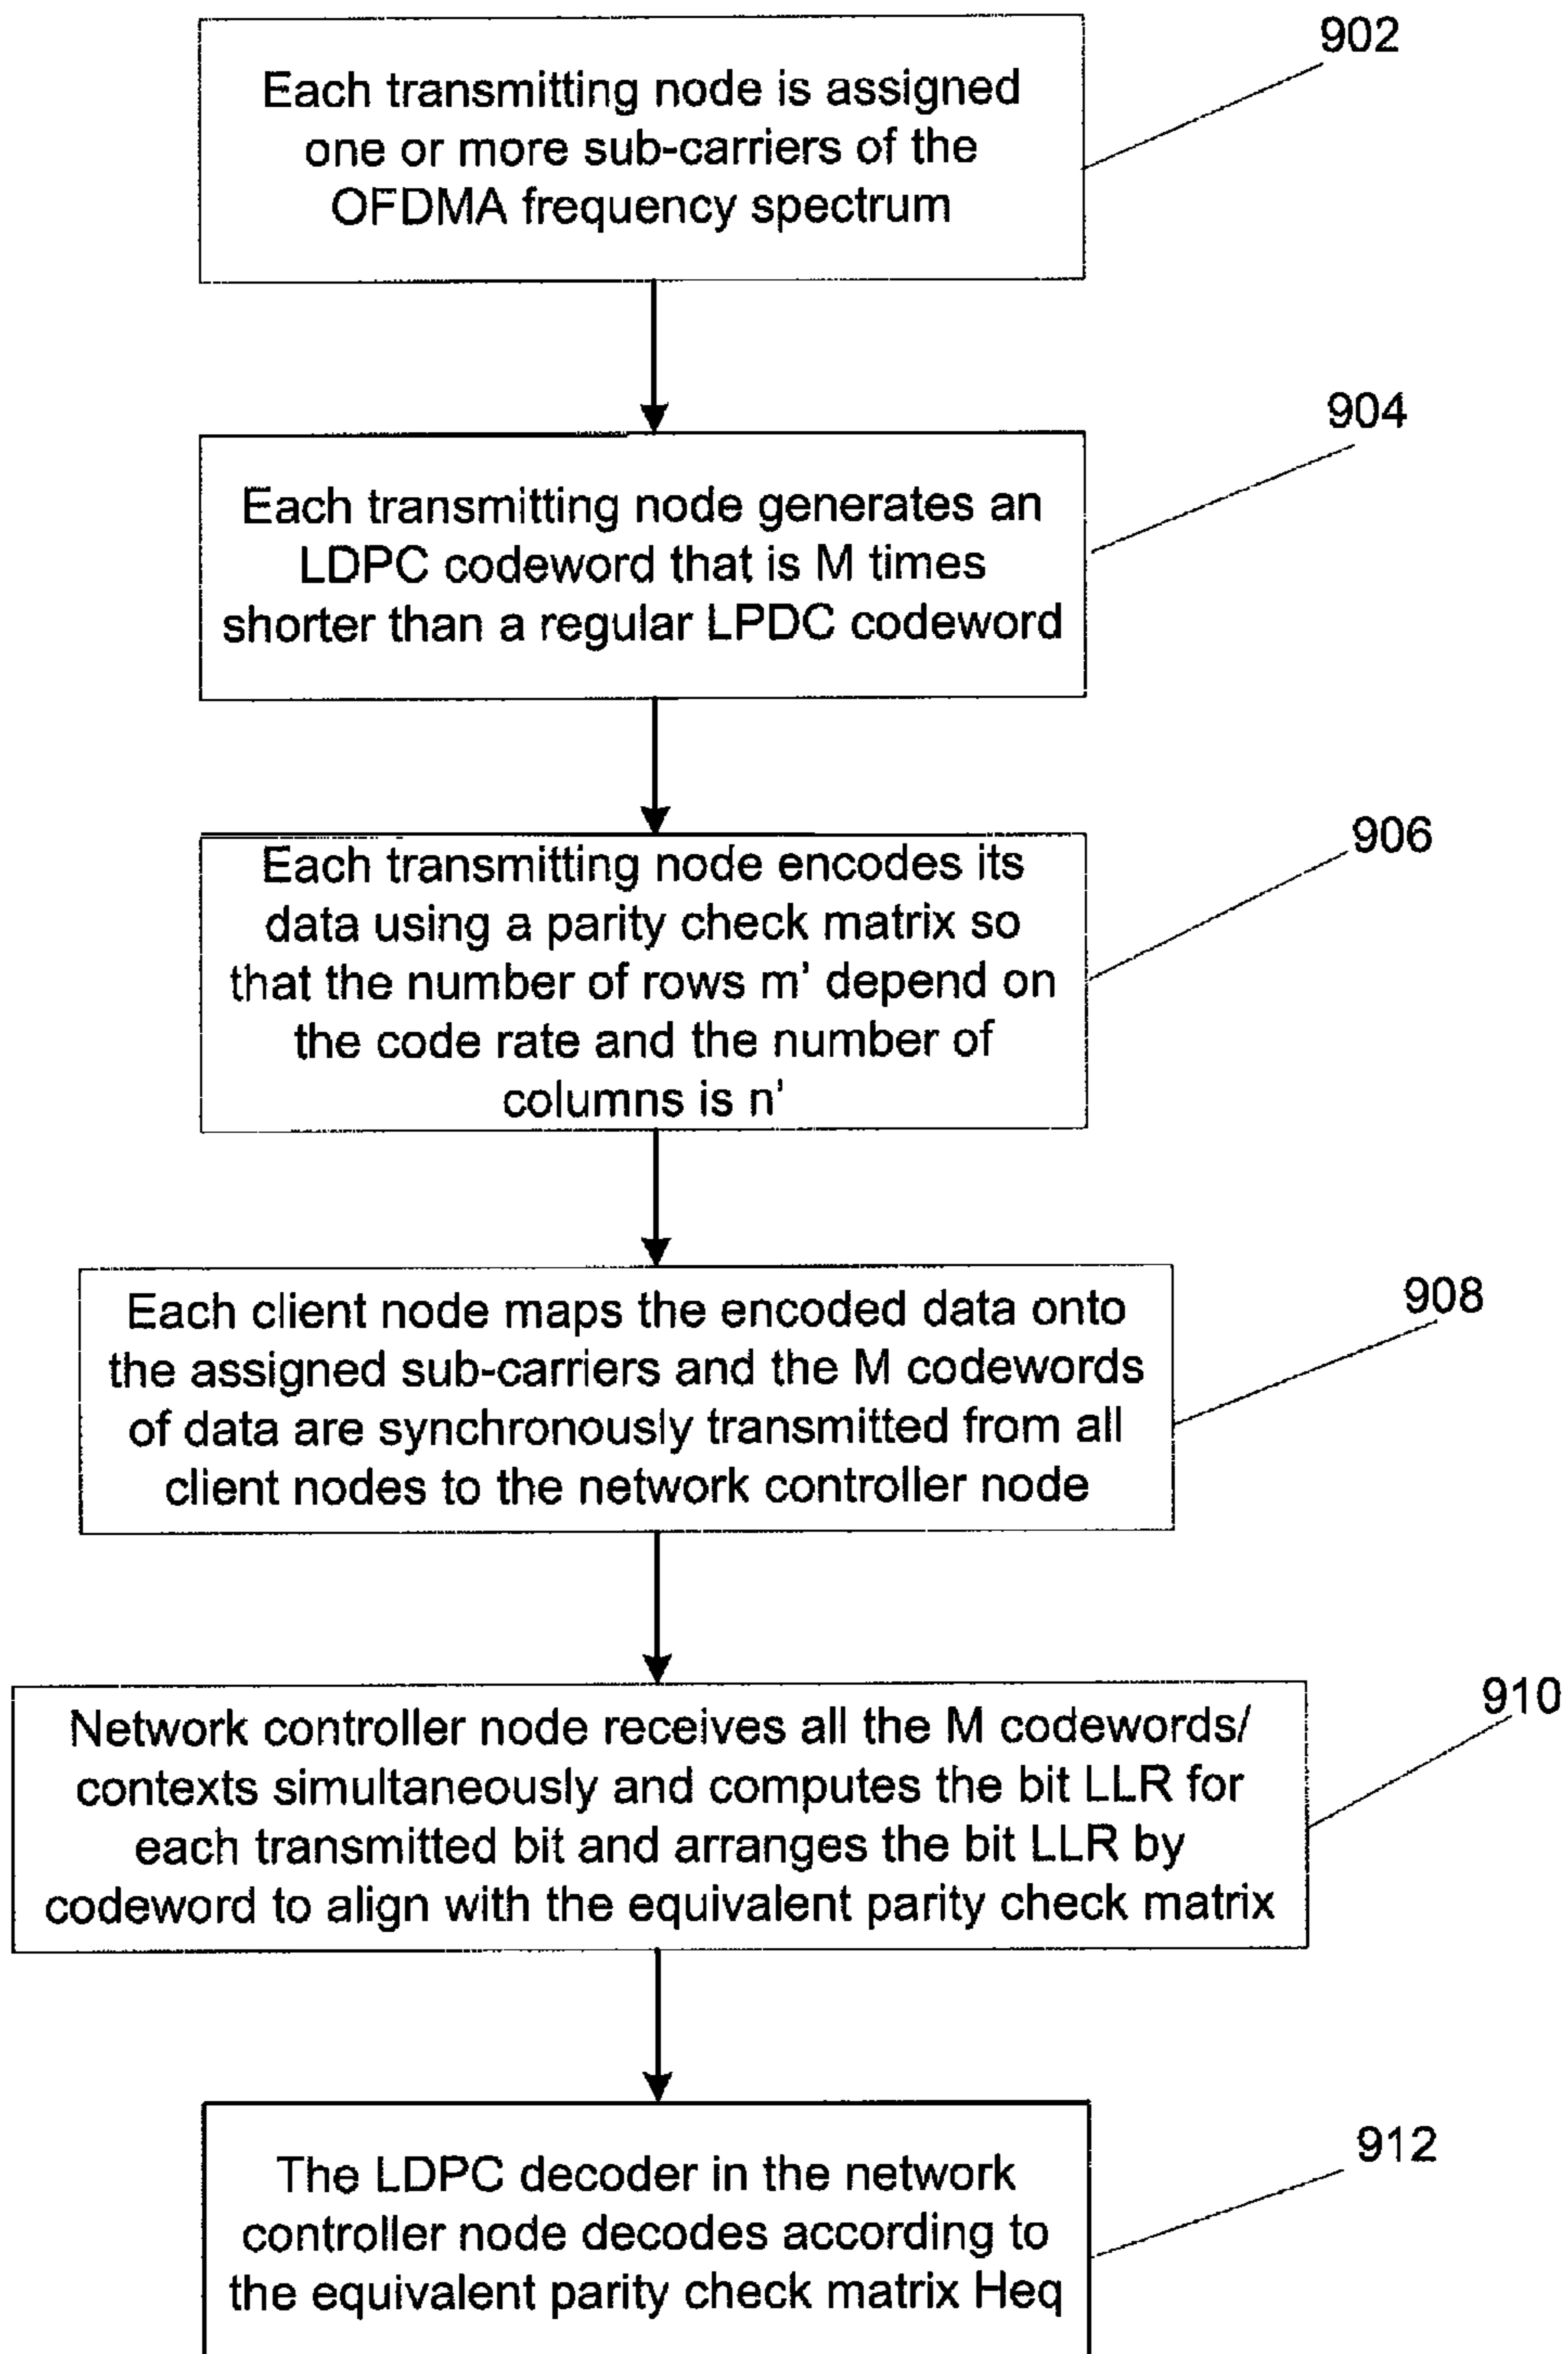 902
Each transmitting node is assigned
one or more sub-carriers of the
OFDMA frequency spectrum
904
Each transmitting node generates an
LDPC codeword that is M times
shorter than a regular LPDC codeword
906
Each transmitting node encodes its
data using a parity check matrix so
that the number of rows m' depend on
the code rate and the number of
columns is n'
908
Each client node maps the encoded data onto
the assigned sub-carriers and the M codewords
of data are synchronously transmitted from all
client nodes to the network controller node
910
Network controller node receives all the M codewords/
contexts simultaneously and computes the bit LLR for
each transmitted bit and arranges the bit LLR by
codeword to align with the equivalent parity check matrix
912
The LDPC decoder in the network
controller node decodes according to
the equivalent parity check matrix Heq